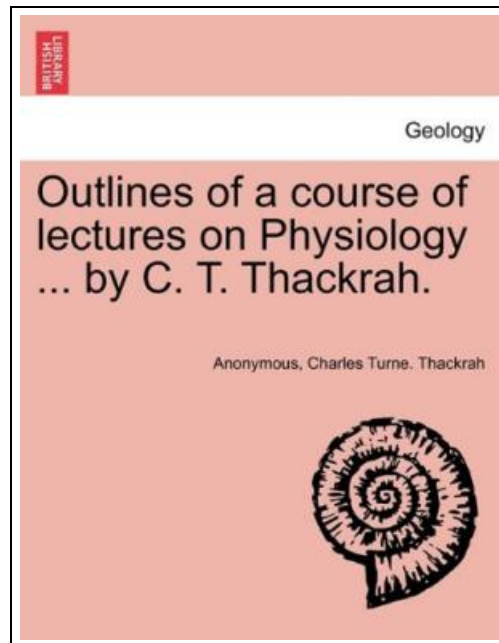 BRITISH
LIBRARY
Geology
Outlines of a course of
lectures on Physiology
... by C. T. Thackrah.
Anonymous, Charles Turne. Thackrah